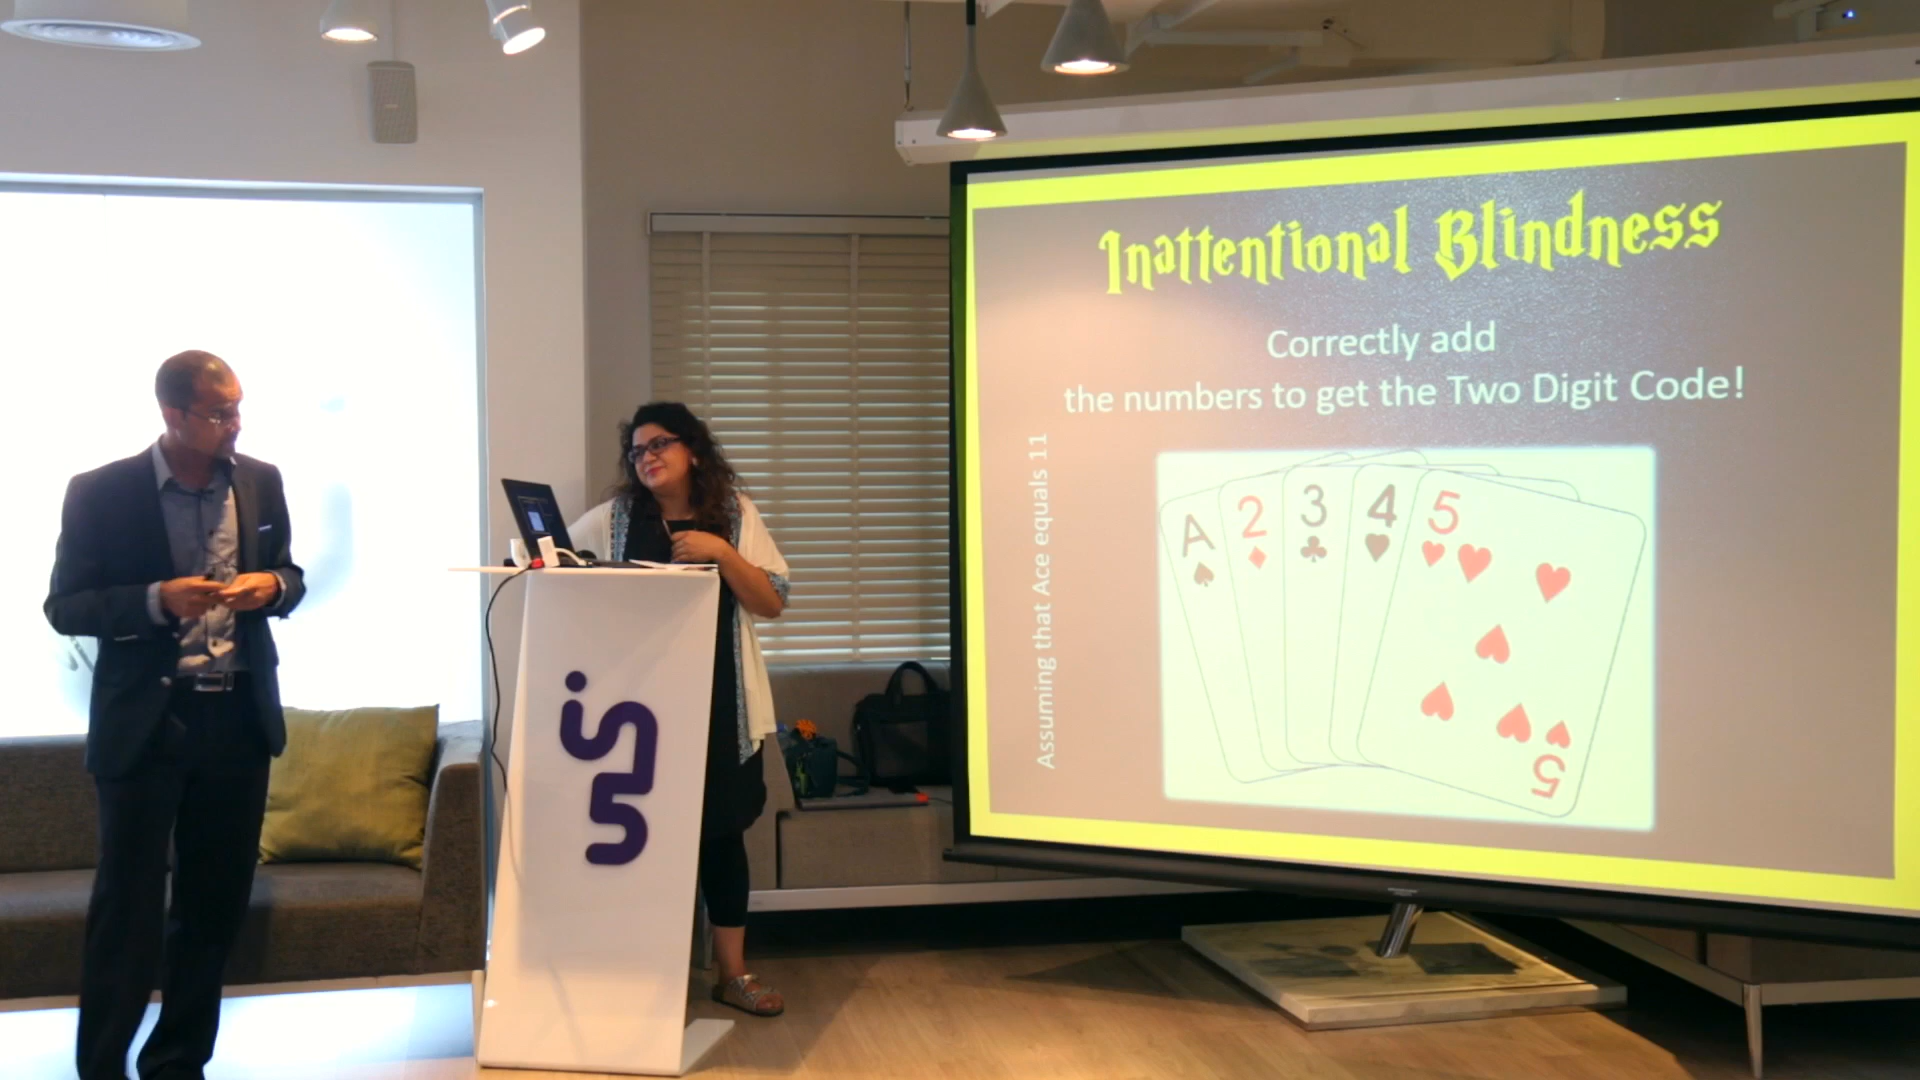 Inattentional Blindness
Correctly add
the numbers to get the Two Digit Code!
Assuming that Ace equals 11
A
2
3
4
5
5